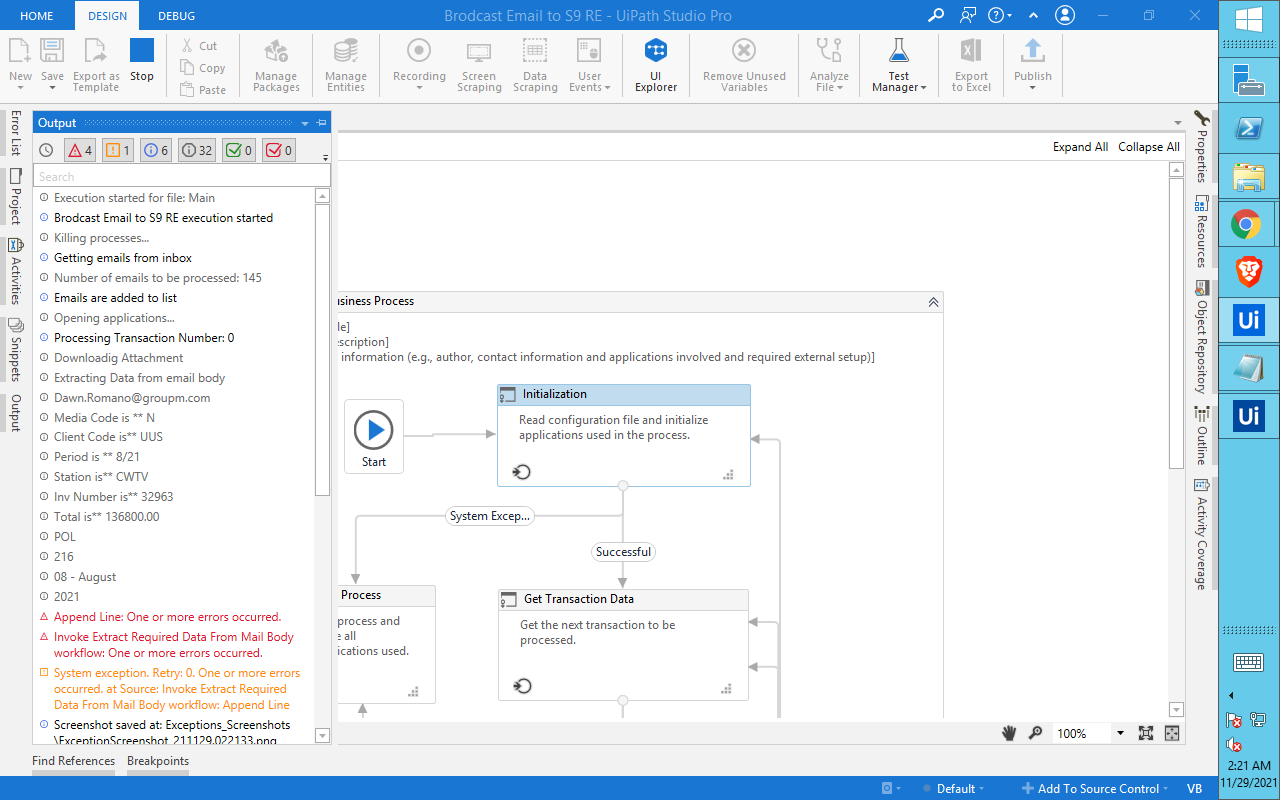 HOME DESIGN DEBUG Brodcast Email to S9 RE - UiPath Studio Pro
New Save Export as Template Stop
Cut
Copy
Paste
Manage Packages
Manage Entities
Recording
Screen Scraping
Data Scraping
User Events
UI Explorer
Remove Unused Variables
Analyze File
Test Manager
Export to Excel
Publish
Error List
Project
Activities
Snippets
Output
Output
4 1 6 32 0 0
Search
Execution started for file: Main
Brodcast Email to S9 RE execution started
Killing processes...
Getting emails from inbox
Number of emails to be processed: 145
Emails are added to list
Opening applications...
Processing Transaction Number: 0
Downloadig Attachment
Extracting Data from email body
Dawn.Romano@groupm.com
Media Code is ** N
Client Code is** UUS
Period is ** 8/21
Station is** CWTV
Inv Number is** 32963
Total is** 136800.00
POL
216
08 - August
2021
Append Line: One or more errors occurred.
Invoke Extract Required Data From Mail Body
workflow: One or more errors occurred.
System exception. Retry: 0. One or more errors
occurred. at Source: Invoke Extract Required
Data From Mail Body workflow: Append Line
Screenshot saved at: Exceptions_Screenshots
\ExceptionScreenshot_211129.022133.png
Find References Breakpoints
Expand All Collapse All
usiness Process
le]
escription]
information (e.g., author, contact information and applications involved and required external setup)]
Start
Initialization
Read configuration file and initialize
applications used in the process.
System Excep...
Successful
Process
process and
e all
ications used.
Get Transaction Data
Get the next transaction to be
processed.
100%
Properties
Resources
Object Repository
Outline
Activity Coverage
Default Add To Source Control VB
Ui
Ui
2:21 AM
11/29/2021